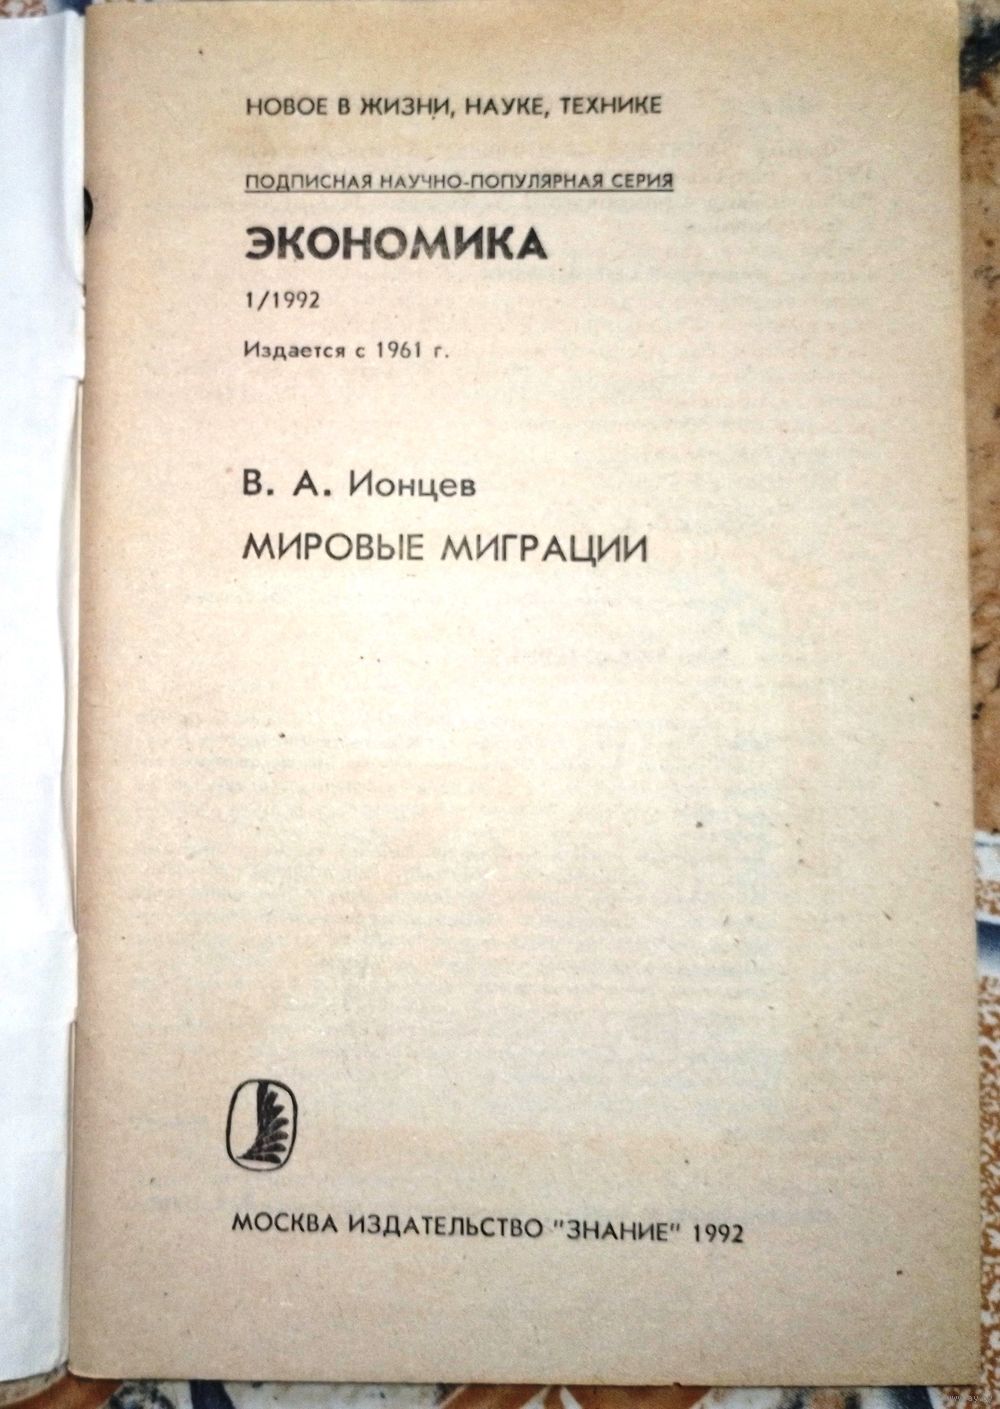 НОВОЕ В ЖИЗНИ, НАУКЕ, ТЕХНИКЕ
ПОДПИСНАЯ НАУЧНО-ПОПУЛЯРНАЯ СЕРИЯ
ЭКОНОМИКА
1/1992
Издается с 1961 г.
В. А. Ионцев
МИРОВЫЕ МИГРАЦИИ
МОСКВА ИЗДАТЕЛЬСТВО "ЗНАНИЕ" 1992